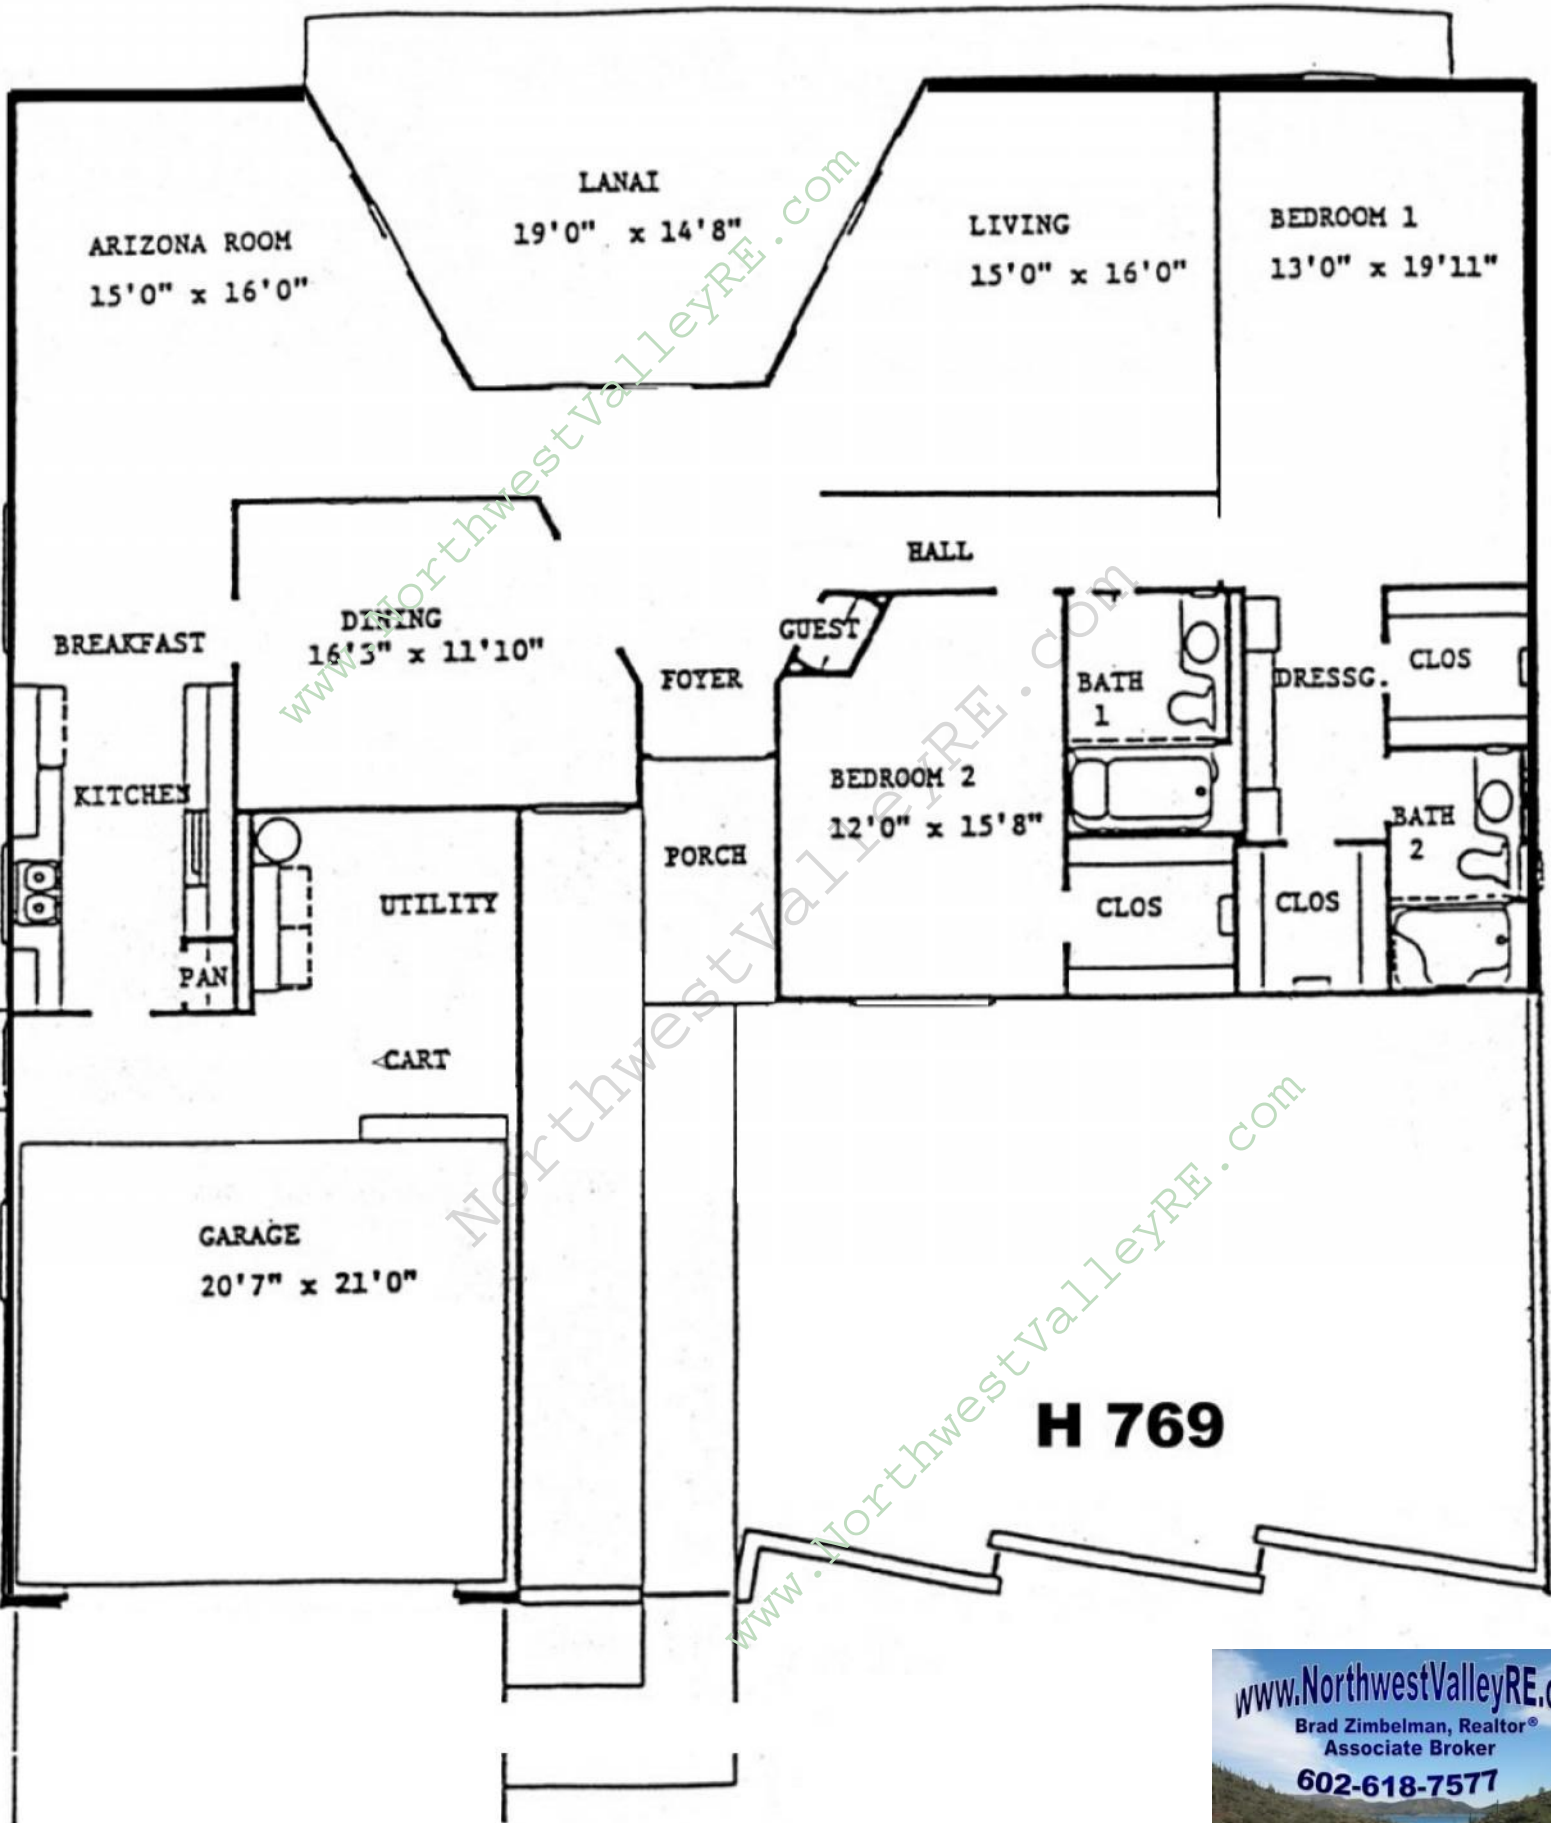 LANAI
19'0" x 14'8"
ARIZONA ROOM
15'0" x 16'0"
LIVING
15'0" x 16'0"
BEDROOM 1
13'0" x 19'11"
HALL
DINING
16'3" x 11'10"
BREAKFAST
GUEST
FOYER
BATH
1
DRESSG.
CLOS
KITCHEN
BEDROOM 2
12'0" x 15'8"
BATH
2
PORCH
UTILITY
CLOS
CLOS
PAN
CART
GARAGE
20'7" x 21'0"
H 769
www.NorthwestValleyRE.com
NorthwestValleyRE.com
www.NorthwestValleyRE.com
www.NorthwestValleyRE.c
Brad Zimbelman, Realtor®
Associate Broker
602-618-7577